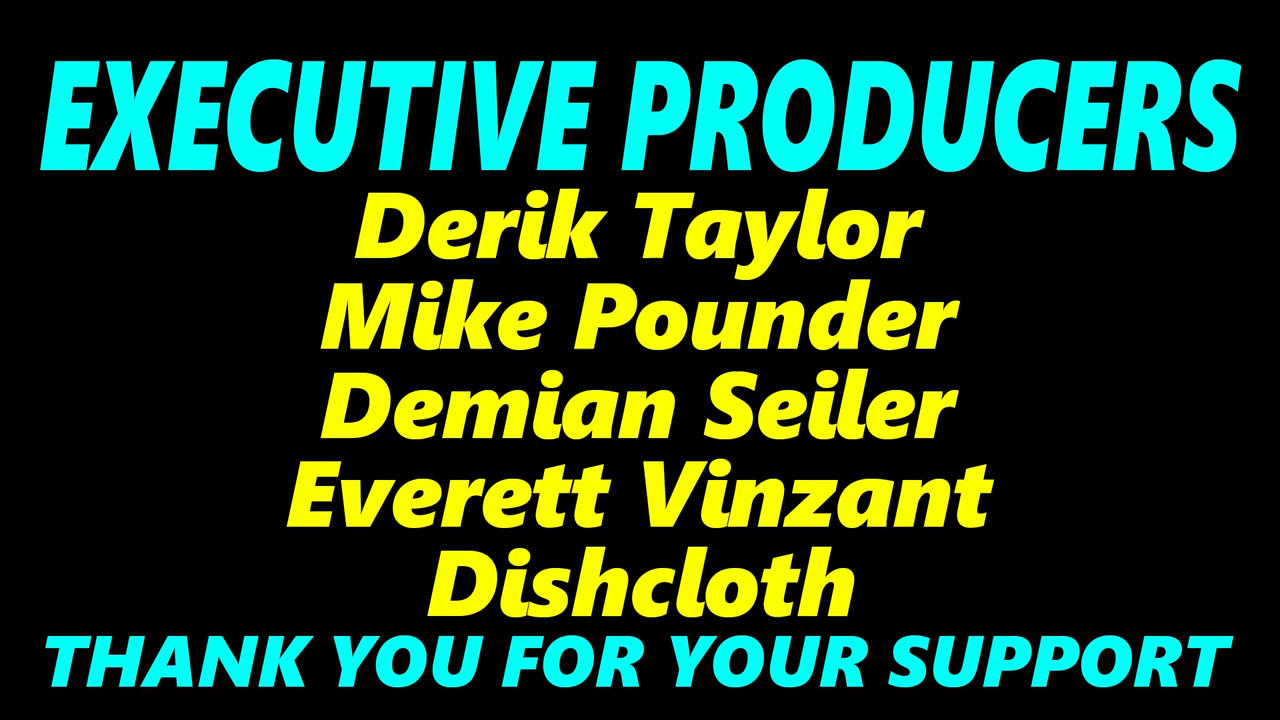 EXECUTIVE PRODUCERS
Derik Taylor
Mike Pounder
Demian Seiler
Everett Vinzant
Dishcloth
THANK YOU FOR YOUR SUPPORT